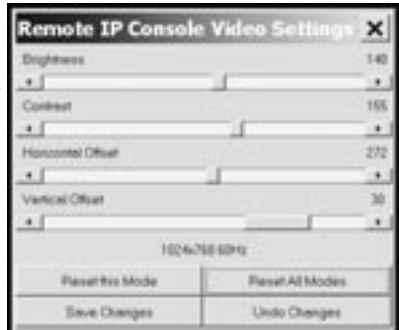 Remote IP Console Video Settings X
Brightness 140
Contrast 155
Horizontal Offset 272
Vertical Offset 30
1024x768 60Hz
Reset this Mode Reset All Modes
Save Changes Undo Changes